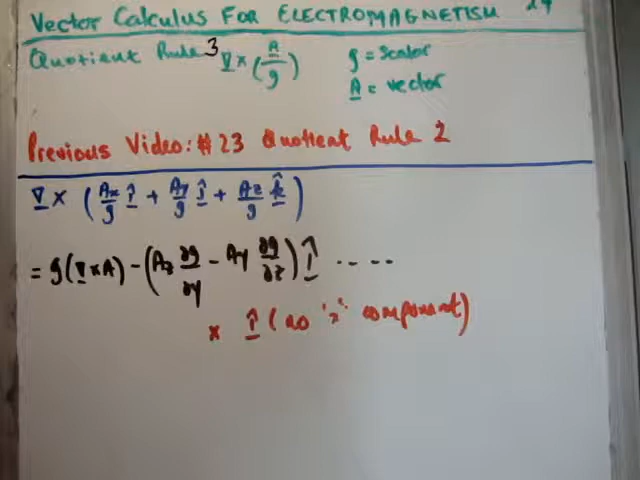 Vector Calculus For Electromagnetism 24
Quotient Rule 3 ∇ × (A/g) g = scalar
A = vector
Previous Video: #23 Quotient Rule 2
∇ × (Ax/g î + Ay/g ĵ + Az/g k̂)
= g(∇×A) - (Az ∂g/∂y - Ay ∂g/∂z) î ....
× î (no 'x' component)